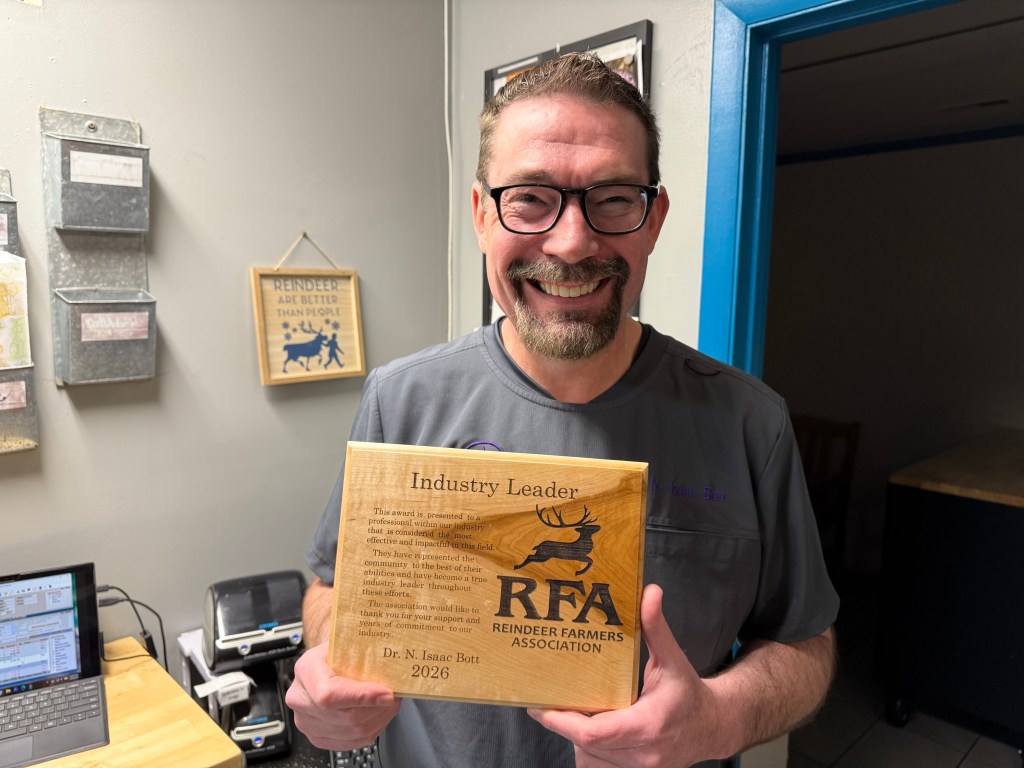 REINDEER
ARE BETTER
THAN PEOPLE
Industry Leader
This award is presented to a
professional within our industry
that is considered the most
effective and impactful in this field.
They have represented the
community to the best of their
abilities and have become a true
industry leader throughout
these efforts.
The association would like to
thank you for your support and
years of commitment to our
industry.
Dr. N. Isaac Bott
2026
RFA
REINDEER FARMERS
ASSOCIATION